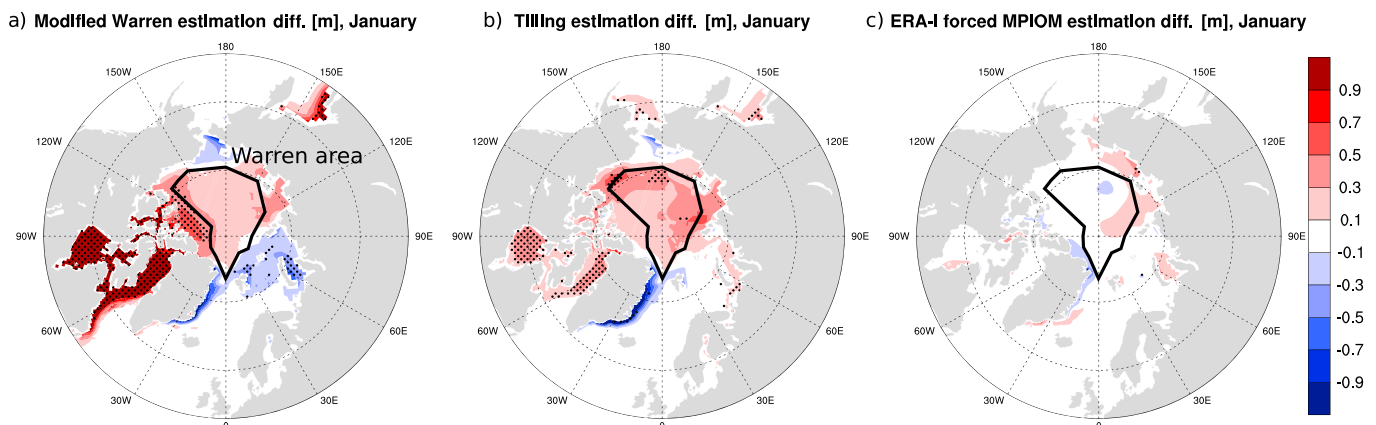 a) Modified Warren estimation diff. [m], January
b) Tilling estimation diff. [m], January
c) ERA-I forced MPIOM estimation diff. [m], January
180
150W
150E
120W
120E
Warren area
90W
90E
60W
60E
30W
30E
0
180
150W
150E
120W
120E
90W
90E
60W
60E
30W
30E
0
180
150W
150E
120W
120E
90W
90E
60W
60E
30W
30E
0
0.9
0.7
0.5
0.3
0.1
-0.1
-0.3
-0.5
-0.7
-0.9